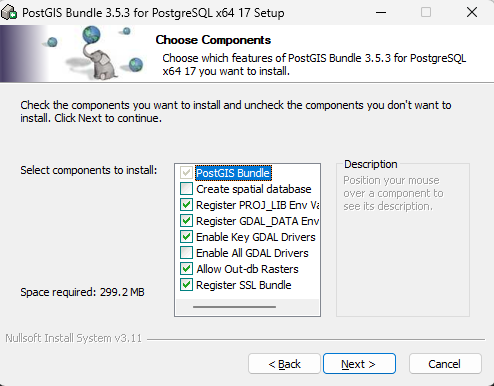 PostGIS Bundle 3.5.3 for PostgreSQL x64 17 Setup
Choose Components
Choose which features of PostGIS Bundle 3.5.3 for PostgreSQL
x64 17 you want to install.
Check the components you want to install and uncheck the components you don't want to
install. Click Next to continue.
Select components to install:
PostGIS Bundle
Create spatial database
Register PROJ_LIB Env Va
Register GDAL_DATA Env
Enable Key GDAL Drivers
Enable All GDAL Drivers
Allow Out-db Rasters
Register SSL Bundle
Description
Position your mouse
over a component to
see its description.
Space required: 299.2 MB
Nullsoft Install System v3.11
< Back
Next >
Cancel